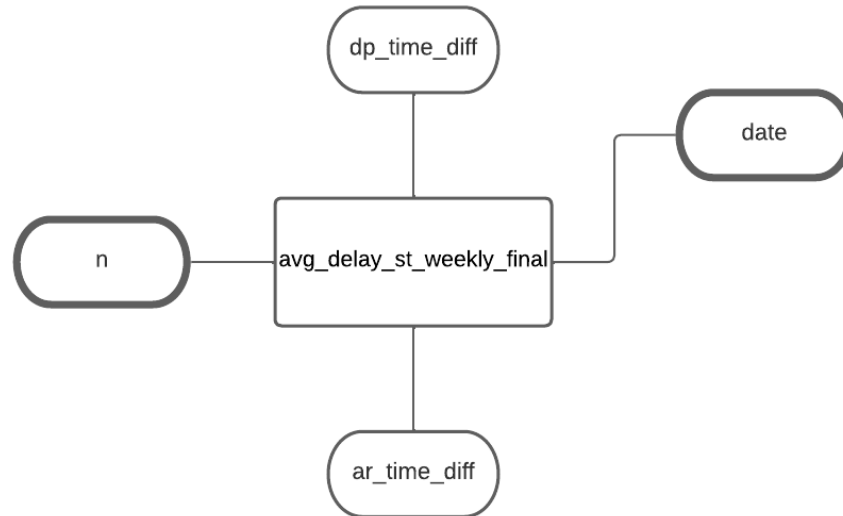 dp_time_diff
date
n
avg_delay_st_weekly_final
ar_time_diff